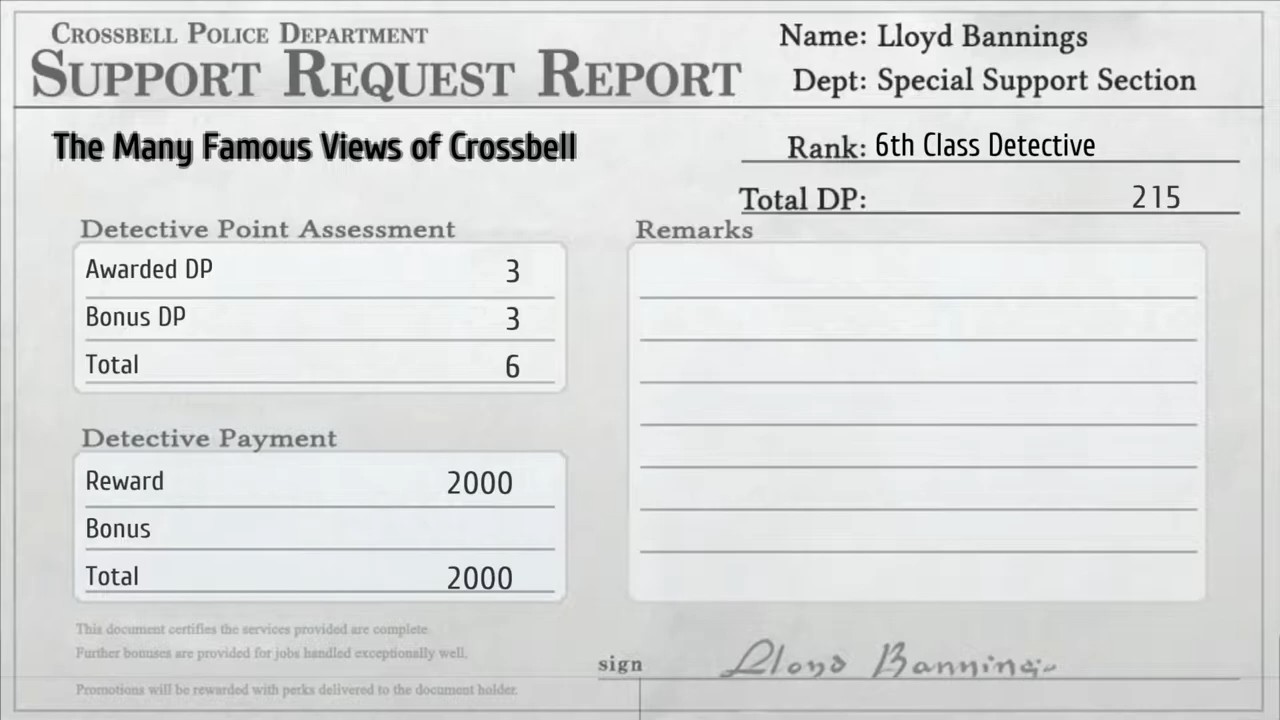 CROSSBELL POLICE DEPARTMENT
SUPPORT REQUEST REPORT
Name: Lloyd Bannings
Dept: Special Support Section
The Many Famous Views of Crossbell
Rank: 6th Class Detective
Total DP: 215
Detective Point Assessment
Awarded DP 3
Bonus DP 3
Total 6
Remarks
Detective Payment
Reward 2000
Bonus
Total 2000
This document certifies the services provided are complete.
Further bonuses are provided for jobs handled exceptionally well.
Promotions will be rewarded with perks delivered to the document holder.
sign Lloyd Bannings